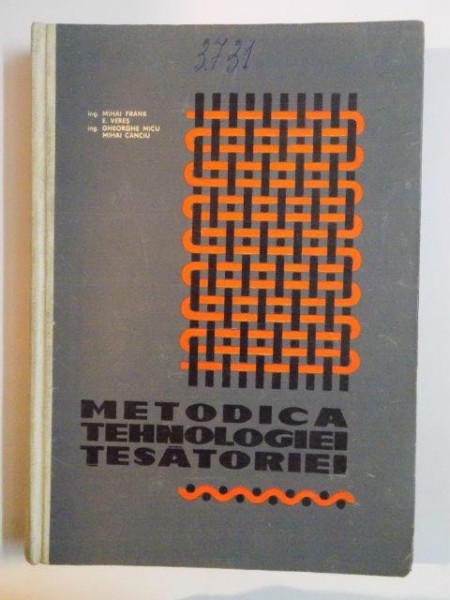 3731
ing. MIHAI FRANK
E. VEREȘ
ing. GHEORGHE MICU
MIHAI CANCIU
METODICA
TEHNOLOGIEI
ȚESĂTORIEI